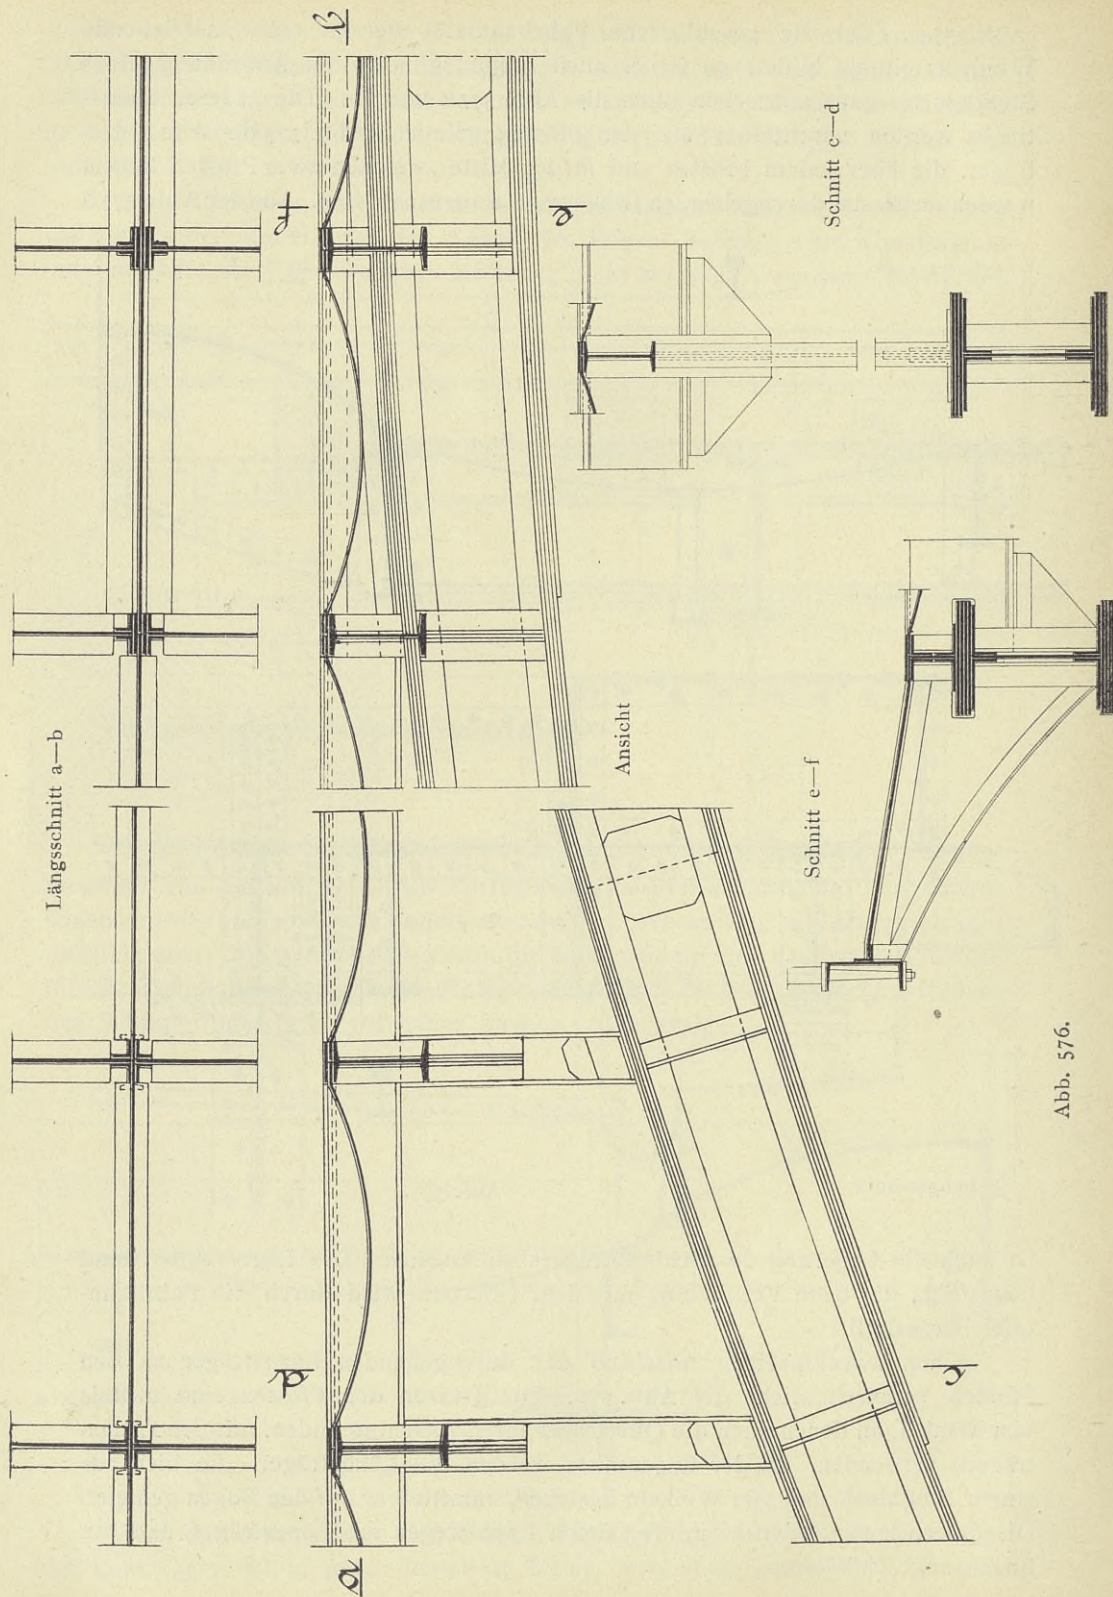 Längsschnitt a—b
a
b
d
f
Ansicht
c
e
Schnitt e—f
Schnitt c—d
Abb. 576.